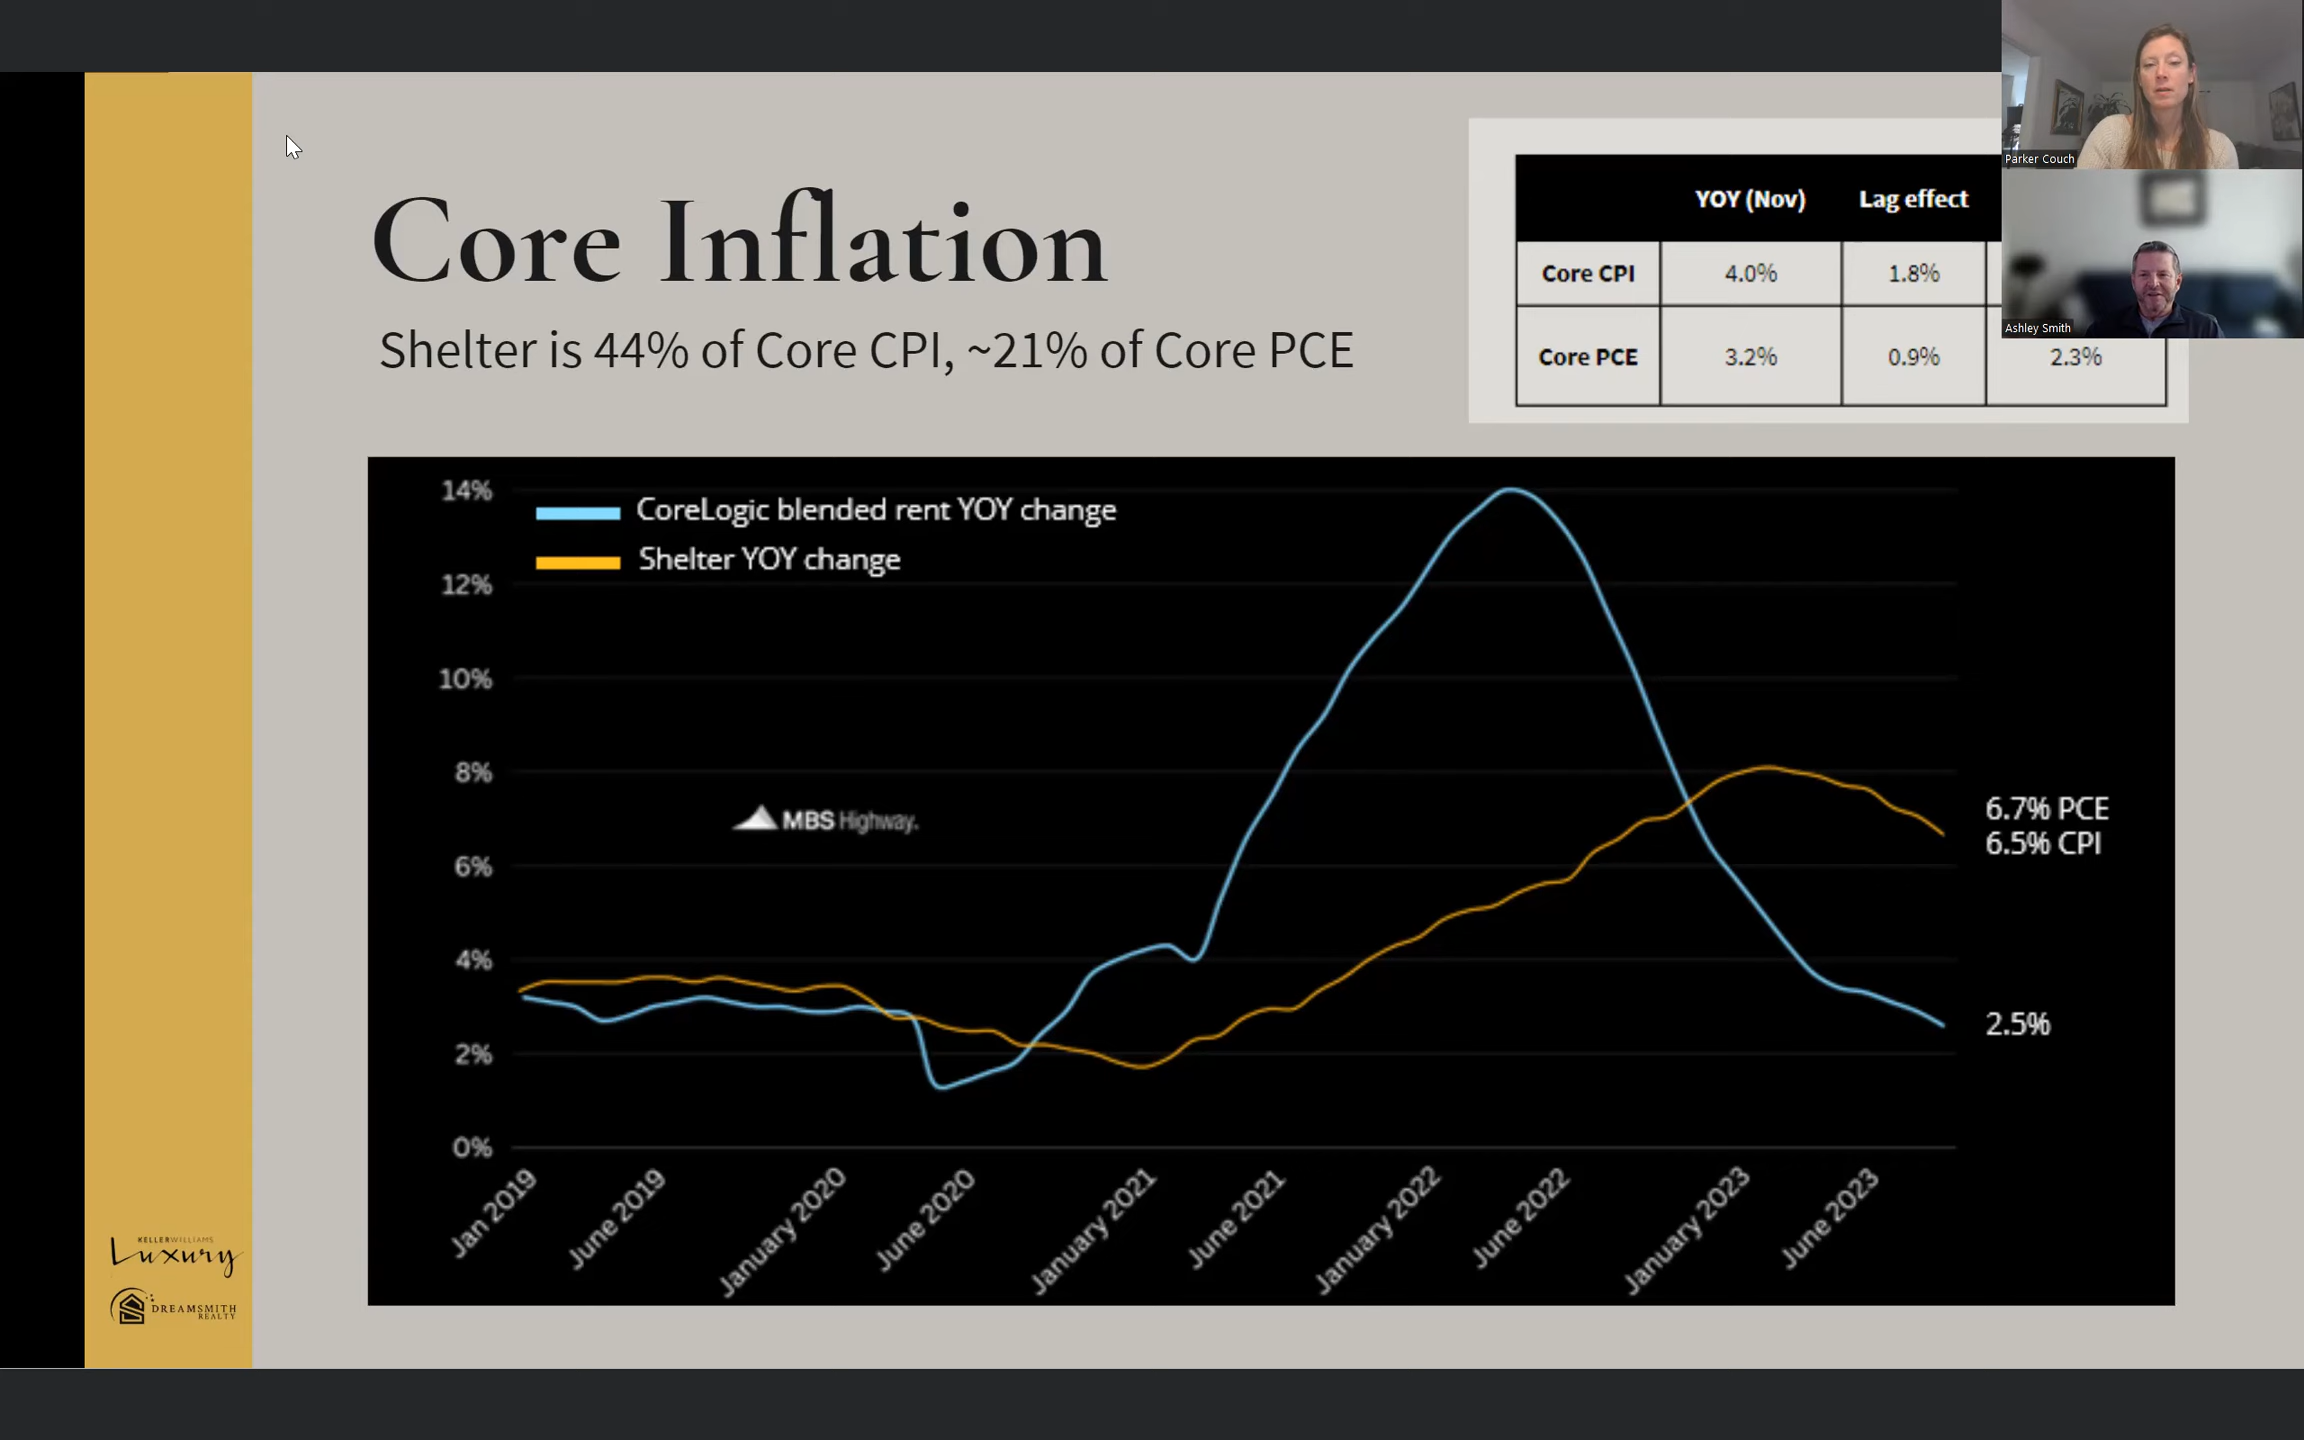 Core Inflation
Shelter is 44% of Core CPI, ~21% of Core PCE
YOY (Nov) Lag effect
Core CPI 4.0% 1.8%
Core PCE 3.2% 0.9% 2.3%
Parker Couch
Ashley Smith
14%
12%
10%
8%
6%
4%
2%
0%
CoreLogic blended rent YOY change
Shelter YOY change
MBS Highway.
6.7% PCE
6.5% CPI
2.5%
Jan 2019
June 2019
January 2020
June 2020
January 2021
June 2021
January 2022
June 2022
January 2023
June 2023
KELLERWILLIAMS
Luxury
DREAMSMITH
REALTY